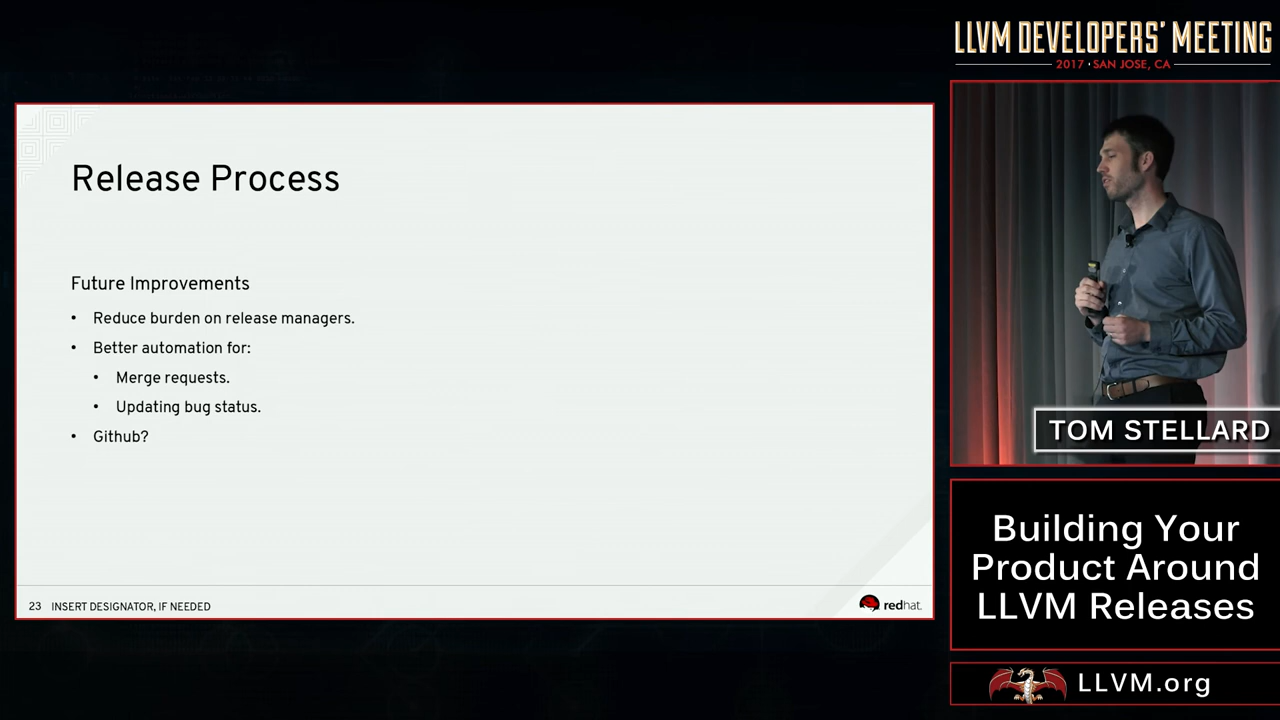 LLVM DEVELOPERS' MEETING
2017 • SAN JOSE, CA
Release Process
Future Improvements
• Reduce burden on release managers.
• Better automation for:
• Merge requests.
• Updating bug status.
• Github?
23 INSERT DESIGNATOR, IF NEEDED
redhat.
TOM STELLARD
Building Your
Product Around
LLVM Releases
LLVM.org